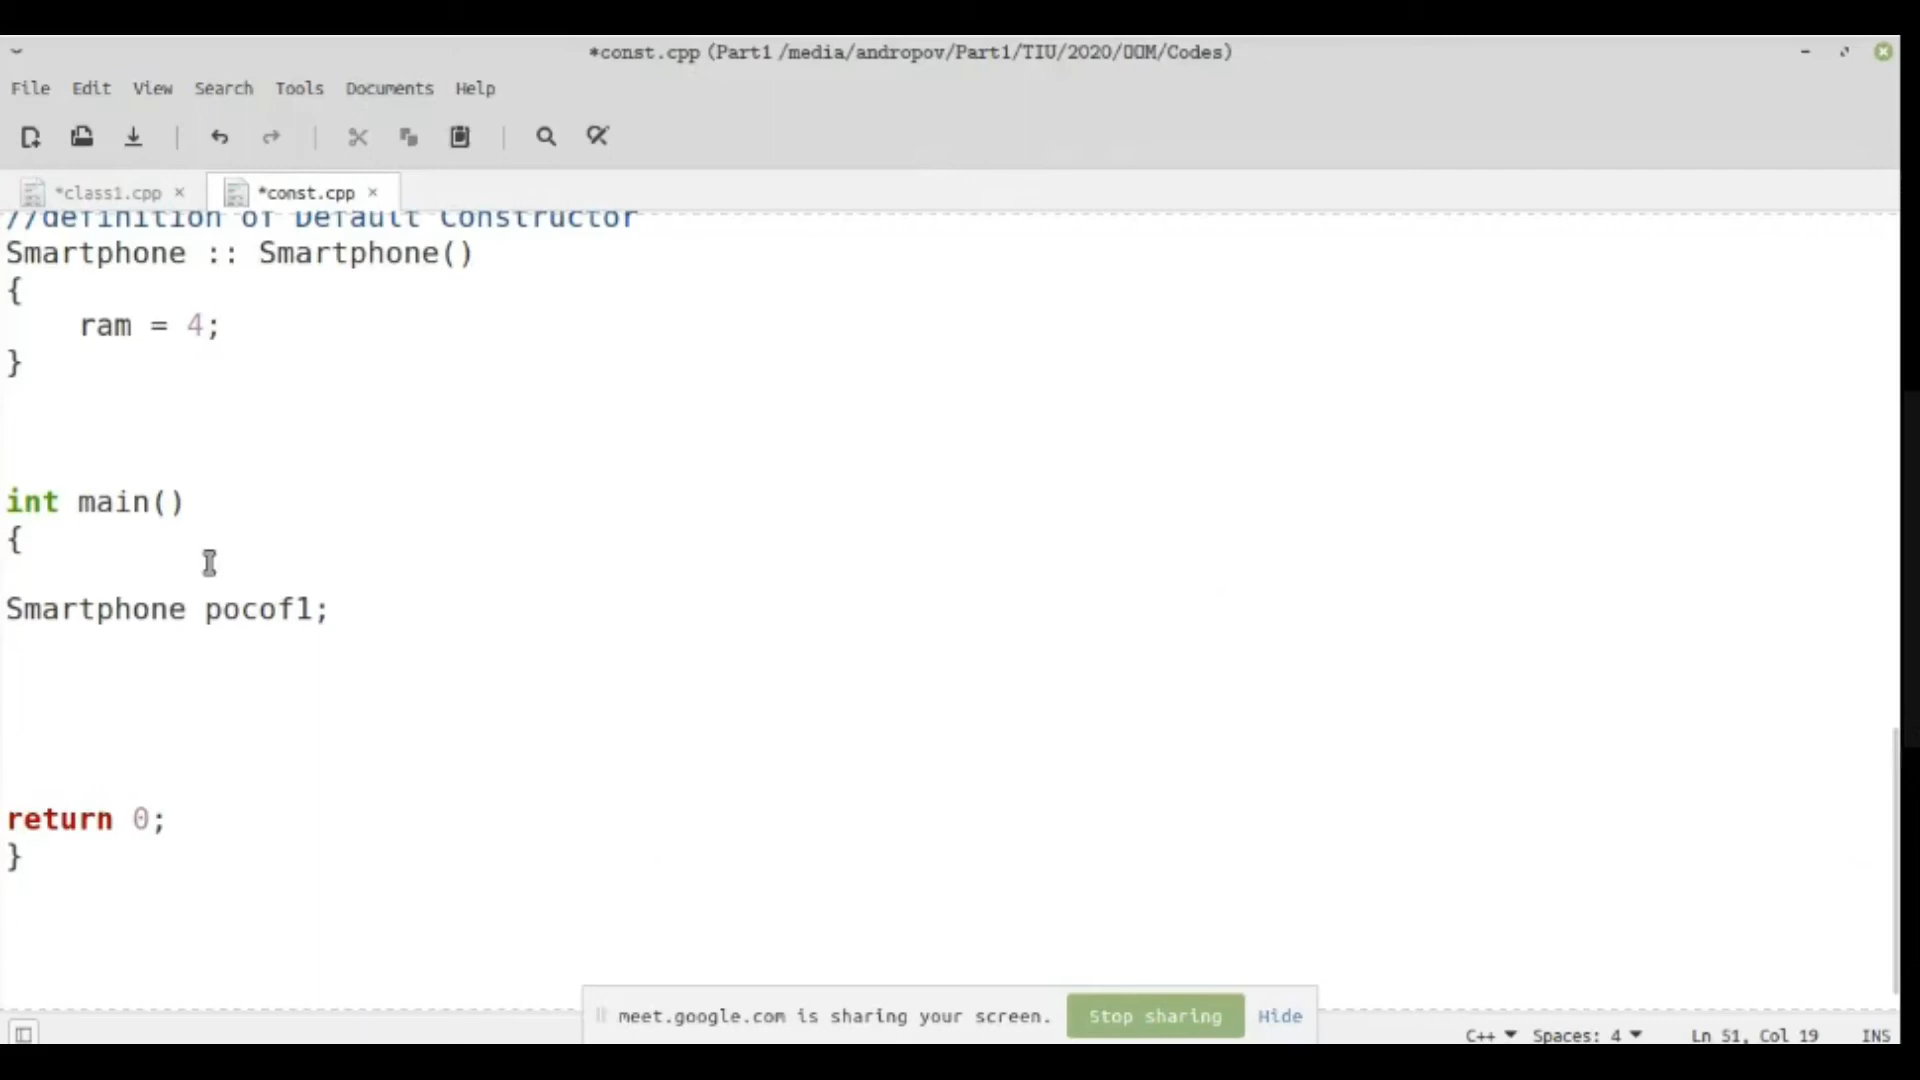 *const.cpp (Part1 /media/andropov/Part1/TIU/2020/OOM/Codes)
File Edit View Search Tools Documents Help
*class1.cpp *const.cpp
//definition of Default Constructor
Smartphone :: Smartphone()
{
ram = 4;
}
int main()
{
Smartphone pocof1;
return 0;
}
meet.google.com is sharing your screen. Stop sharing Hide
C++ Spaces: 4 Ln 51, Col 19 INS